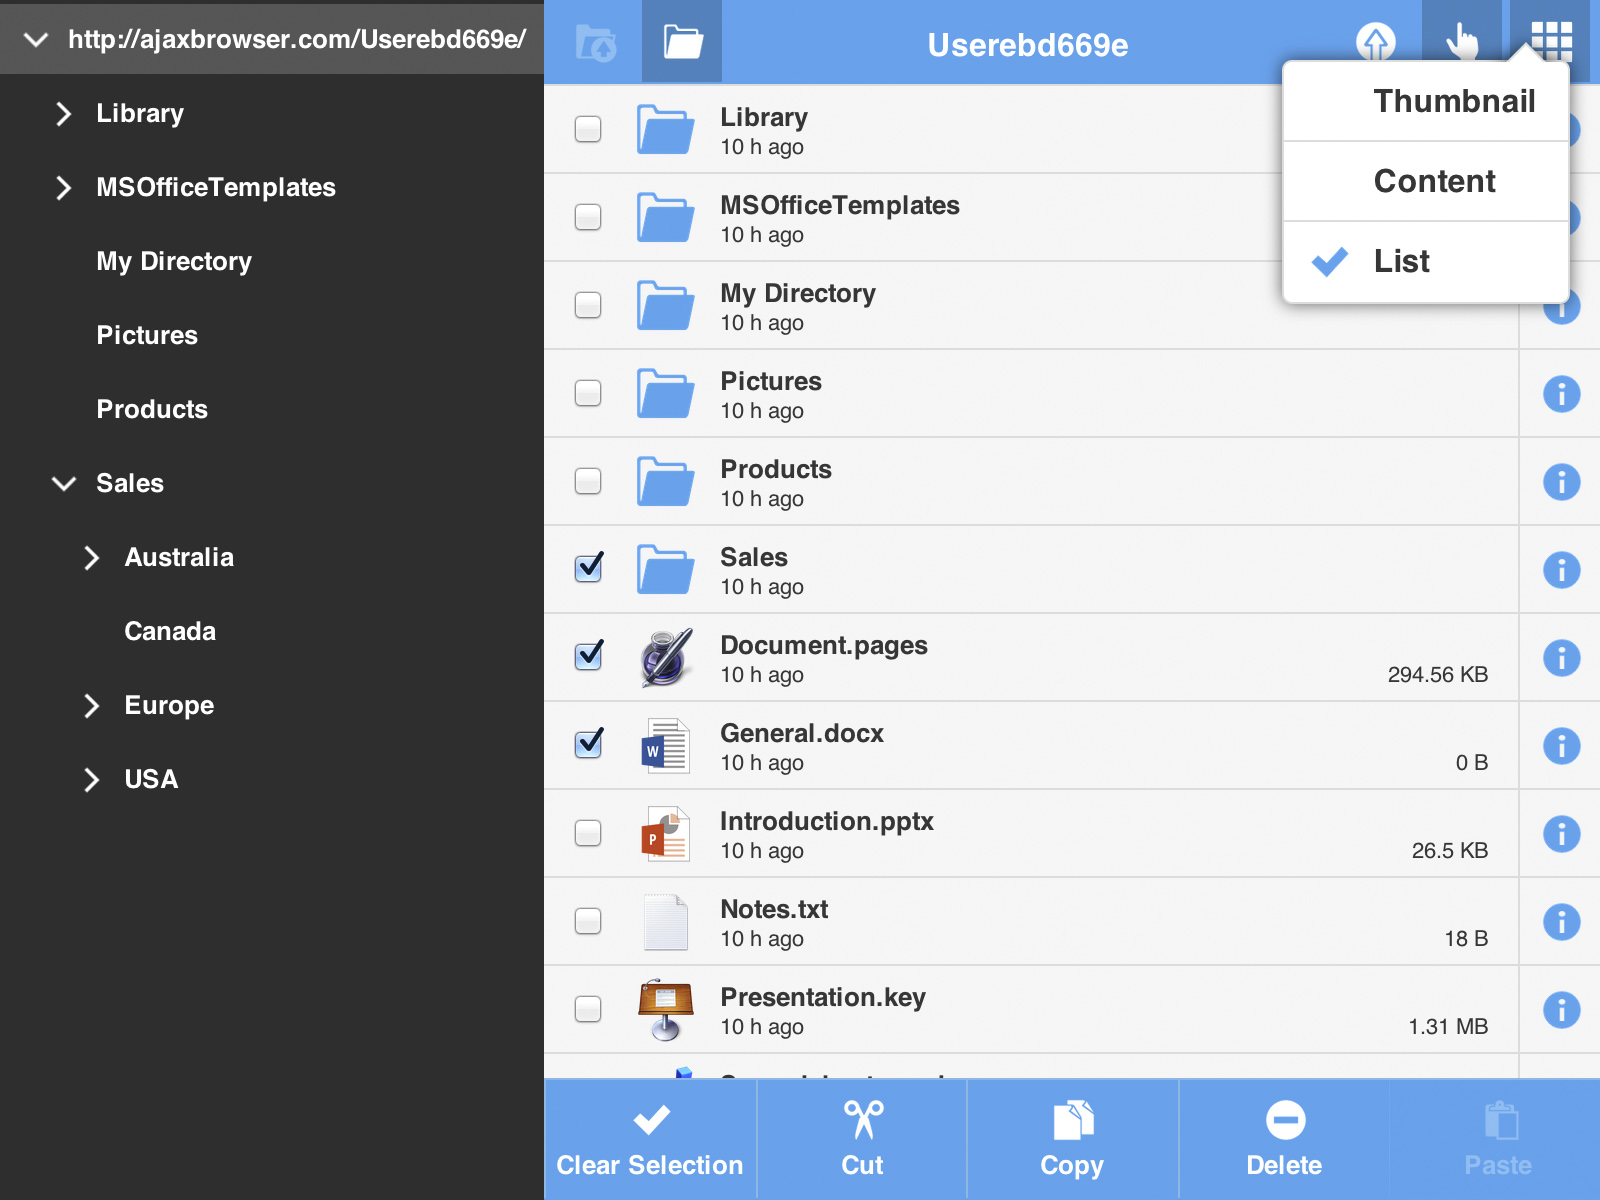 http://ajaxbrowser.com/Userebd669e/
Library
MSOfficeTemplates
My Directory
Pictures
Products
Sales
Australia
Canada
Europe
USA
Userebd669e
Thumbnail
Content
List
Library
10 h ago
MSOfficeTemplates
10 h ago
My Directory
10 h ago
Pictures
10 h ago
Products
10 h ago
Sales
10 h ago
Document.pages
10 h ago
294.56 KB
General.docx
10 h ago
0 B
Introduction.pptx
10 h ago
26.5 KB
Notes.txt
10 h ago
18 B
Presentation.key
10 h ago
1.31 MB
Clear Selection
Cut
Copy
Delete
Paste